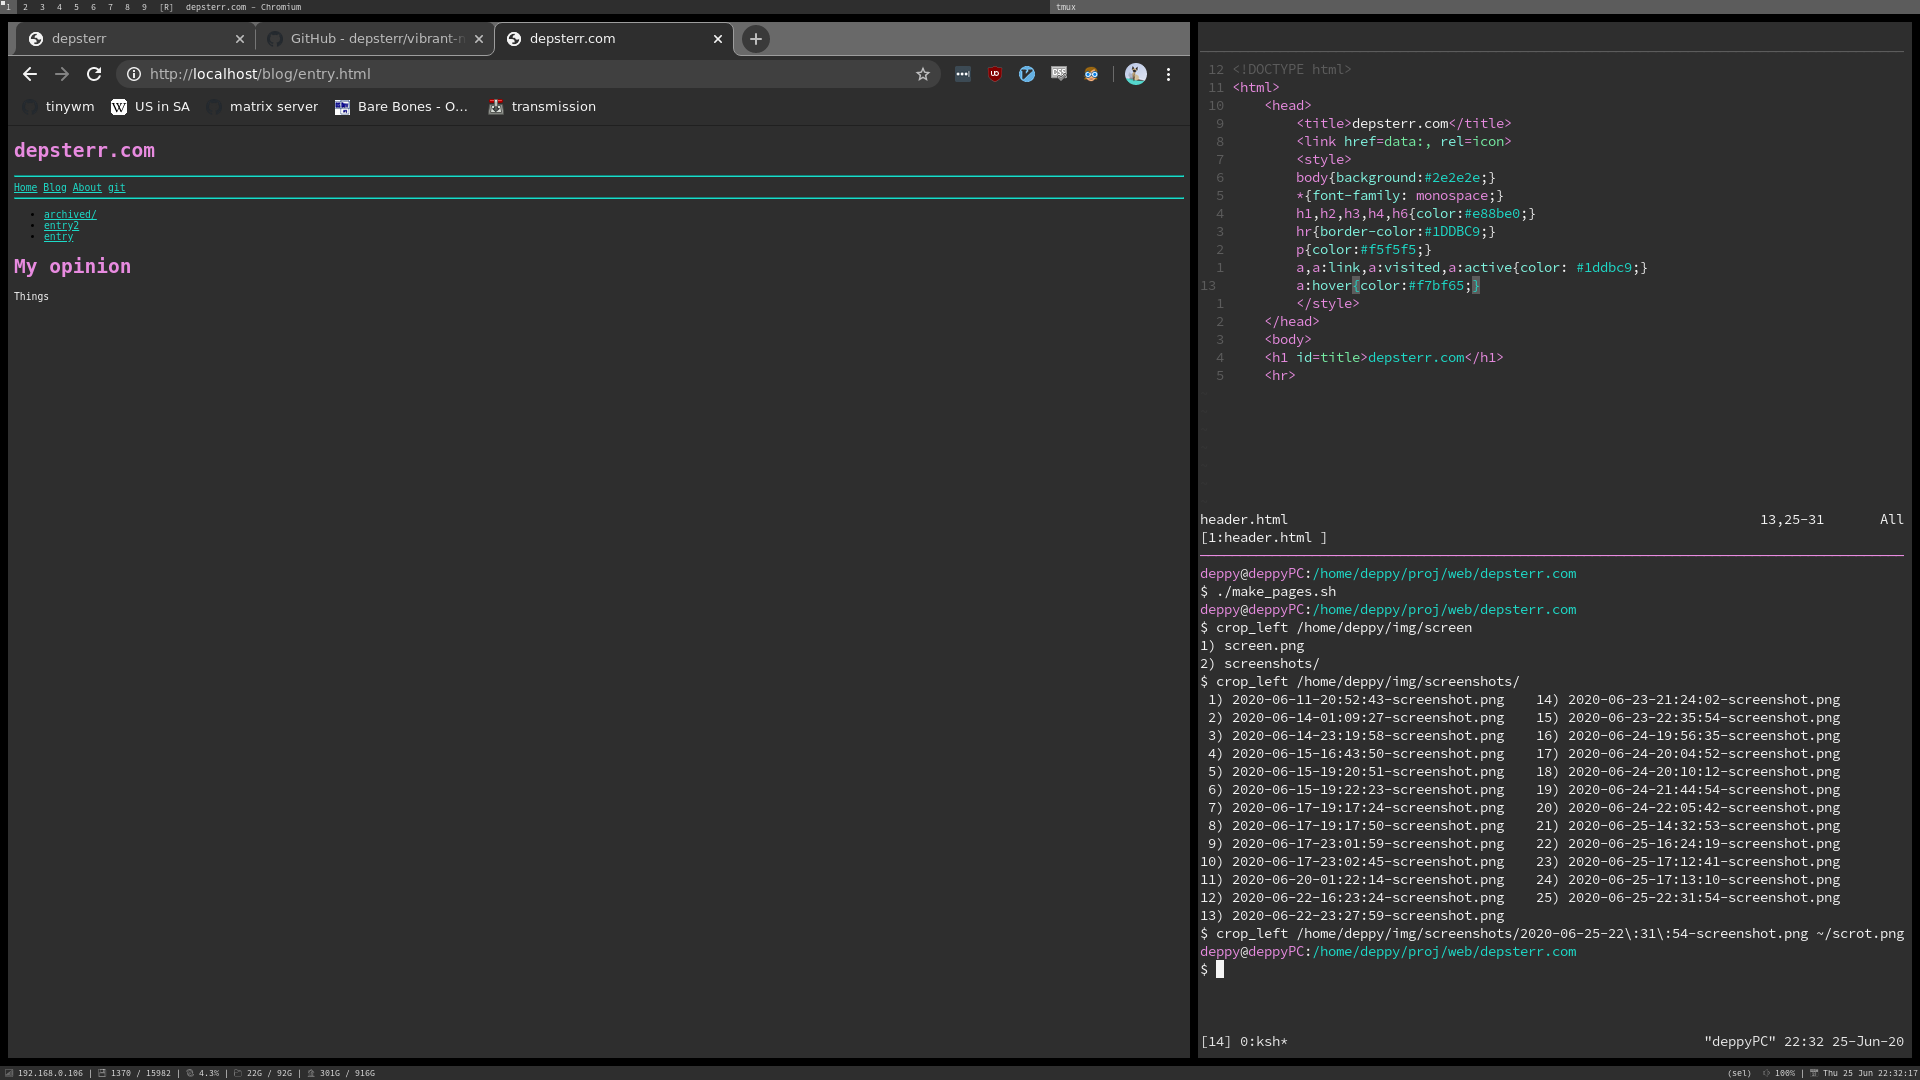 1 2 3 4 5 6 7 8 9 [R] depsterr.com - Chromium
tmux
depsterr
GitHub - depsterr/vibrant-n
depsterr.com
http://localhost/blog/entry.html
tinywm
US in SA
matrix server
Bare Bones - O...
transmission
depsterr.com
Home Blog About git
archived/
entry2
entry
My opinion
Things
12 <!DOCTYPE html>
11 <html>
10     <head>
9         <title>depsterr.com</title>
8         <link href=data:, rel=icon>
7         <style>
6         body{background:#2e2e2e;}
5         *{font-family: monospace;}
4         h1,h2,h3,h4,h6{color:#e88be0;}
3         hr{border-color:#1DDBC9;}
2         p{color:#f5f5f5;}
1         a,a:link,a:visited,a:active{color: #1ddbc9;}
13         a:hover{color:#f7bf65;}
1         </style>
2     </head>
3     <body>
4     <h1 id=title>depsterr.com</h1>
5     <hr>
header.html 13,25-31 All
[1:header.html ]
deppy@deppyPC:/home/deppy/proj/web/depsterr.com
$ ./make_pages.sh
deppy@deppyPC:/home/deppy/proj/web/depsterr.com
$ crop_left /home/deppy/img/screen
1) screen.png
2) screenshots/
$ crop_left /home/deppy/img/screenshots/
1) 2020-06-11-20:52:43-screenshot.png    14) 2020-06-23-21:24:02-screenshot.png
2) 2020-06-14-01:09:27-screenshot.png    15) 2020-06-23-22:35:54-screenshot.png
3) 2020-06-14-23:19:58-screenshot.png    16) 2020-06-24-19:56:35-screenshot.png
4) 2020-06-15-16:43:50-screenshot.png    17) 2020-06-24-20:04:52-screenshot.png
5) 2020-06-15-19:20:51-screenshot.png    18) 2020-06-24-20:10:12-screenshot.png
6) 2020-06-15-19:22:23-screenshot.png    19) 2020-06-24-21:44:54-screenshot.png
7) 2020-06-17-19:17:24-screenshot.png    20) 2020-06-24-22:05:42-screenshot.png
8) 2020-06-17-19:17:50-screenshot.png    21) 2020-06-25-14:32:53-screenshot.png
9) 2020-06-17-23:01:59-screenshot.png    22) 2020-06-25-16:24:19-screenshot.png
10) 2020-06-17-23:02:45-screenshot.png    23) 2020-06-25-17:12:41-screenshot.png
11) 2020-06-20-01:22:14-screenshot.png    24) 2020-06-25-17:13:10-screenshot.png
12) 2020-06-22-16:23:24-screenshot.png    25) 2020-06-25-22:31:54-screenshot.png
13) 2020-06-22-23:27:59-screenshot.png
$ crop_left /home/deppy/img/screenshots/2020-06-25-22\:31\:54-screenshot.png ~/scrot.png
deppy@deppyPC:/home/deppy/proj/web/depsterr.com
$
[14] 0:ksh* "deppyPC" 22:32 25-Jun-20
192.168.0.106 | 1370 / 15982 | 4.3% | 22G / 92G | 301G / 916G
(sel) 100% | Thu 25 Jun 22:32:17